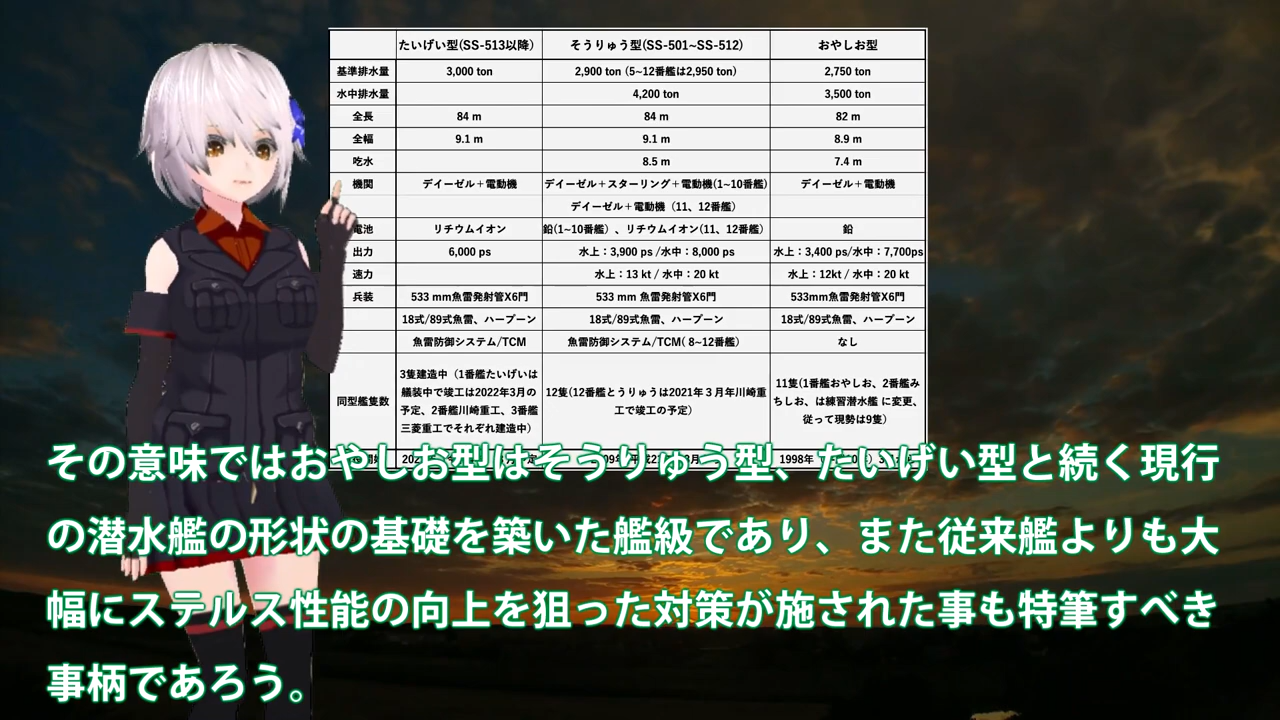 たいげい型(SS-513以降) そうりゅう型(SS-501~SS-512) おやしお型
基準排水量 3,000 ton 2,900 ton (5~12番艦は2,950 ton) 2,750 ton
水中排水量 4,200 ton 3,500 ton
全長 84 m 84 m 82 m
全幅 9.1 m 9.1 m 8.9 m
吃水 8.5 m 7.4 m
機関 デイーゼル＋電動機 デイーゼル＋スターリング＋電動機(1~10番艦) デイーゼル＋電動機
デイーゼル＋電動機（11、12番艦）
電池 リチウムイオン 鉛(1~10番艦）、リチウムイオン(11、12番艦） 鉛
出力 6,000 ps 水上：3,900 ps /水中：8,000 ps 水上：3,400 ps/水中：7,700ps
速力 水上：13 kt / 水中：20 kt 水上：12kt / 水中：20 kt
兵装 533 mm魚雷発射管X6門 533 mm 魚雷発射管X6門 533mm魚雷発射管X6門
18式/89式魚雷、ハープーン 18式/89式魚雷、ハープーン 18式/89式魚雷、ハープーン
魚雷防御システム/TCM 魚雷防御システム/TCM( 8~12番艦） なし
同型艦隻数 3隻建造中（1番艦たいげいは艤装中で竣工は2022年3月の予定、2番艦川崎重工、3番艦三菱重工でそれぞれ建造中） 12隻(12番艦とうりゅうは2021年３月年川崎重工で竣工の予定) 11隻(1番艦おやしお、2番艦みちしお、は練習潜水艦 に変更、従って現勢は9隻）
1998年
その意味ではおやしお型はそうりゅう型、たいげい型と続く現行
の潜水艦の形状の基礎を築いた艦級であり、また従来艦よりも大
幅にステルス性能の向上を狙った対策が施された事も特筆すべき
事柄であろう。